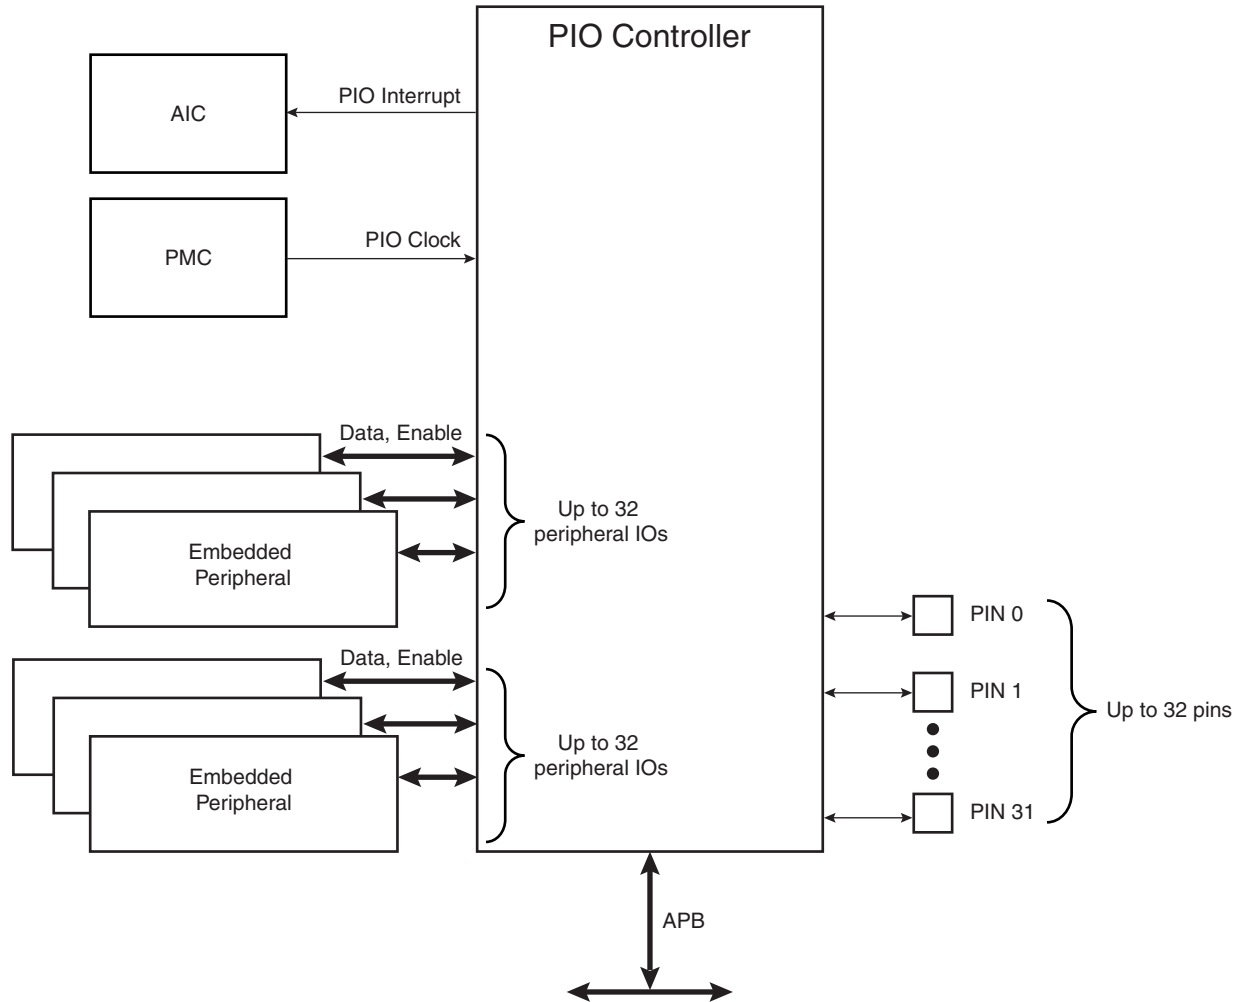 PIO Controller
PIO Interrupt
AIC
PIO Clock
PMC
Data, Enable
Up to 32
peripheral IOs
Embedded
Peripheral
PIN 0
Data, Enable
PIN 1
Up to 32 pins
Up to 32
peripheral IOs
Embedded
Peripheral
PIN 31
APB